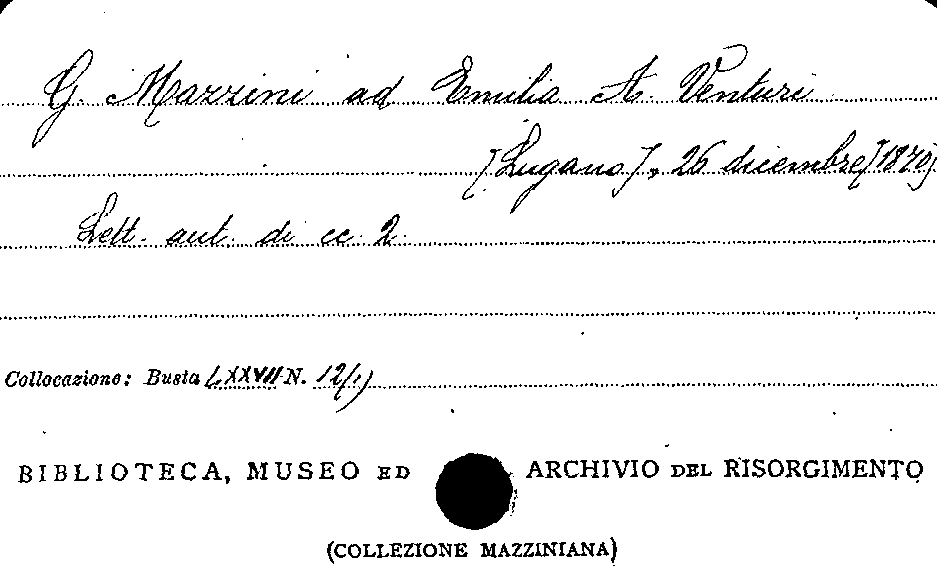 G. Mazzini ad Emilia A. Venturi
[Lugano], 26 dicembre [1870]
Lett. aut. di cc. 2.
Collocazione: Busta LXXVII N. 12(1)
BIBLIOTECA, MUSEO ED ARCHIVIO DEL RISORGIMENTO
(COLLEZIONE MAZZINIANA)